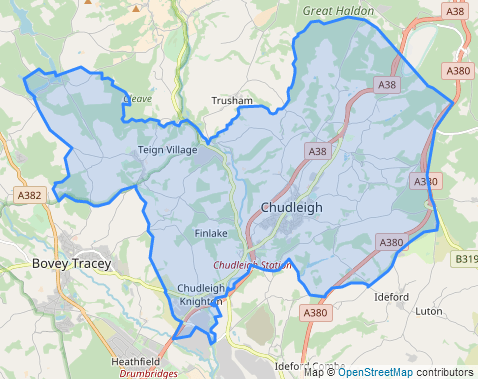 Great Haldon
A38
A380
A38
Cleave
Trusham
Teign Village
A38
A382
A380
Chudleigh
Finlake
A380
B319
Bovey Tracey
Chudleigh Station
Chudleigh
Knighton
Ideford
A380
Luton
Heathfield
Drumbridges
Ideford Combe
Map © OpenStreetMap contributors